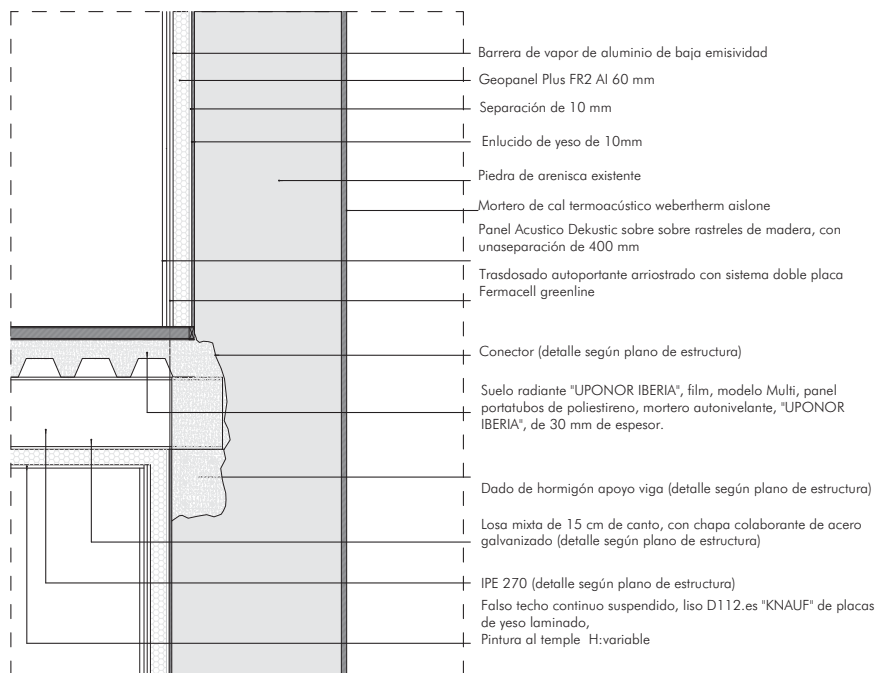 Barrera de vapor de aluminio de baja emisividad
Geopanel Plus FR2 Al 60 mm
Separación de 10 mm
Enlucido de yeso de 10mm
Piedra de arenisca existente
Mortero de cal termoacústico webertherm aislone
Panel Acustico Dekustic sobre sobre rastreles de madera, con
unaseparación de 400 mm
Trasdosado autoportante arriostrado con sistema doble placa
Fermacell greenline
Conector (detalle según plano de estructura)
Suelo radiante "UPONOR IBERIA", film, modelo Multi, panel
portatubos de poliestireno, mortero autonivelante, "UPONOR
IBERIA", de 30 mm de espesor.
Dado de hormigón apoyo viga (detalle según plano de estructura)
Losa mixta de 15 cm de canto, con chapa colaborante de acero
galvanizado (detalle según plano de estructura)
IPE 270 (detalle según plano de estructura)
Falso techo continuo suspendido, liso D112.es "KNAUF" de placas
de yeso laminado,
Pintura al temple H:variable